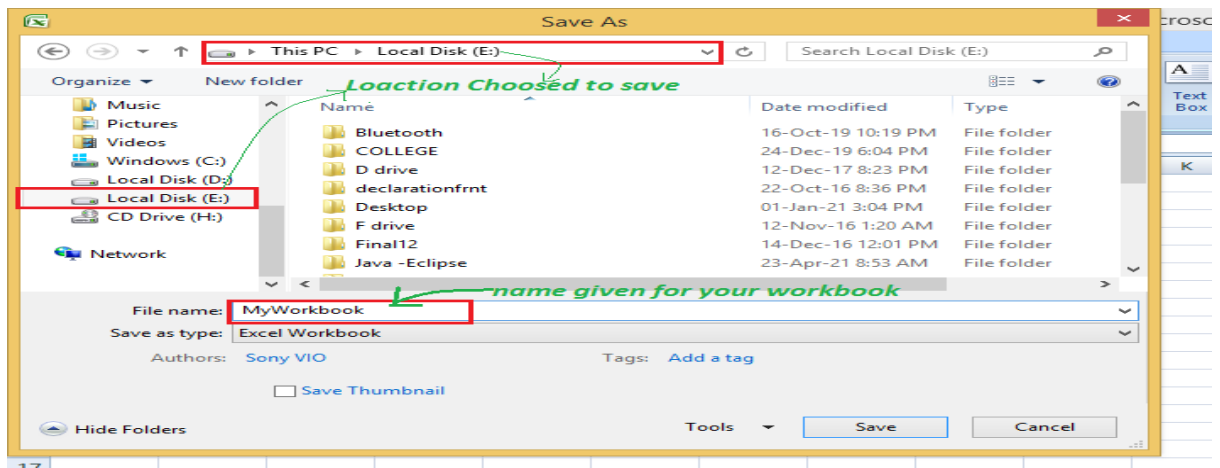 Save As
crosc
This PC ▸ Local Disk (E:)
Search Local Disk (E:)
Organize
New folder
Loaction Choosed to save
A
Text
Box
Music
Pictures
Videos
Windows (C:)
Local Disk (D:)
Local Disk (E:)
CD Drive (H:)
Network
Name Date modified Type
Bluetooth 16-Oct-19 10:19 PM File folder
COLLEGE 24-Dec-19 6:04 PM File folder
D drive 12-Dec-17 8:23 PM File folder
declarationfrnt 22-Oct-16 8:36 PM File folder
Desktop 01-Jan-21 3:04 PM File folder
F drive 12-Nov-16 1:20 AM File folder
Final12 14-Dec-16 12:01 PM File folder
Java -Eclipse 23-Apr-21 8:53 AM File folder
K
name given for your workbook
File name: MyWorkbook
Save as type: Excel Workbook
Authors: Sony VIO
Tags: Add a tag
Save Thumbnail
Hide Folders
Tools
Save
Cancel
17